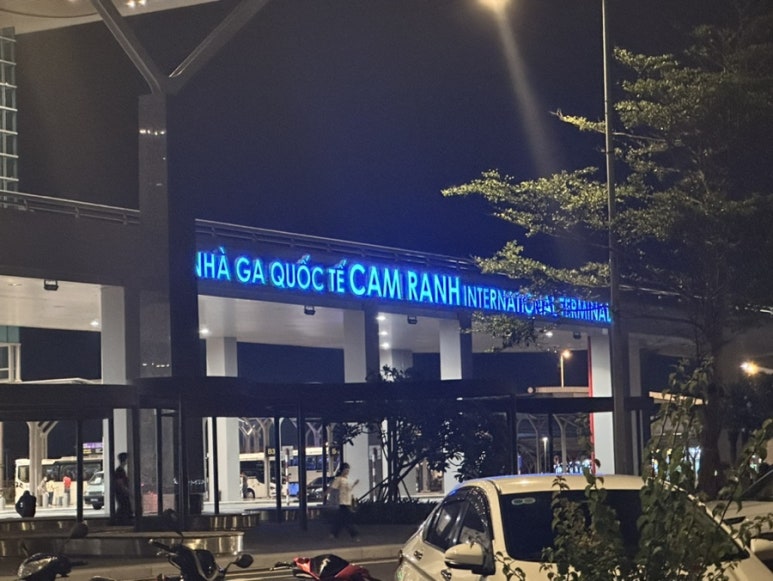 NHÀ GA QUỐC TẾ CAM RANH INTERNATIONAL TERMINAL